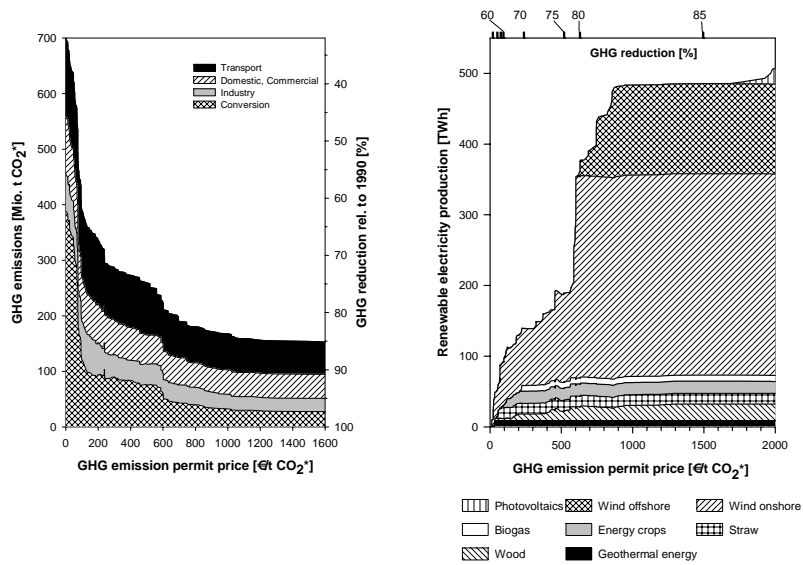 700
600
500
400
300
200
100
0
GHG emissions [Mio. t CO2*]
0 200 400 600 800 1000 1200 1400 1600
GHG emission permit price [€/t CO2*]
40
50
60
70
80
90
100
GHG reduction rel. to 1990 [%]
Transport
Domestic, Commercial
Industry
Conversion
60 70 75 80 85
GHG reduction [%]
500
400
300
200
100
0
Renewable electricity production [TWh]
0 500 1000 1500 2000
GHG emission permit price [€/t CO2*]
Photovoltaics Wind offshore Wind onshore
Biogas Energy crops Straw
Wood Geothermal energy